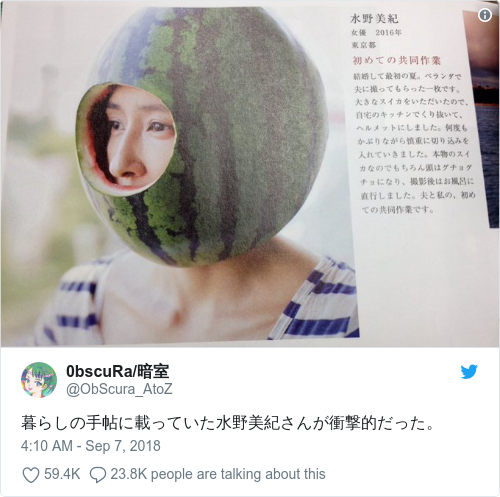 水野美紀
女優 2016年
東京都
初めての共同作業
結婚して最初の夏。ベランダで
夫に撮ってもらった一枚です。
大きなスイカをいただいたので、
自宅のキッチンでくり抜いて、
ヘルメットにしました。何度も
かぶりながら慎重に切り込みを
入れていきました。本物のスイ
カなのでもちろん頭はグチョグ
チョになり、撮影後はお風呂に
直行しました。夫と私の、初め
ての共同作業です。
0bscuRa/暗室
@ObScura_AtoZ
暮らしの手帖に載っていた水野美紀さんが衝撃的だった。
4:10 AM - Sep 7, 2018
59.4K 23.8K people are talking about this